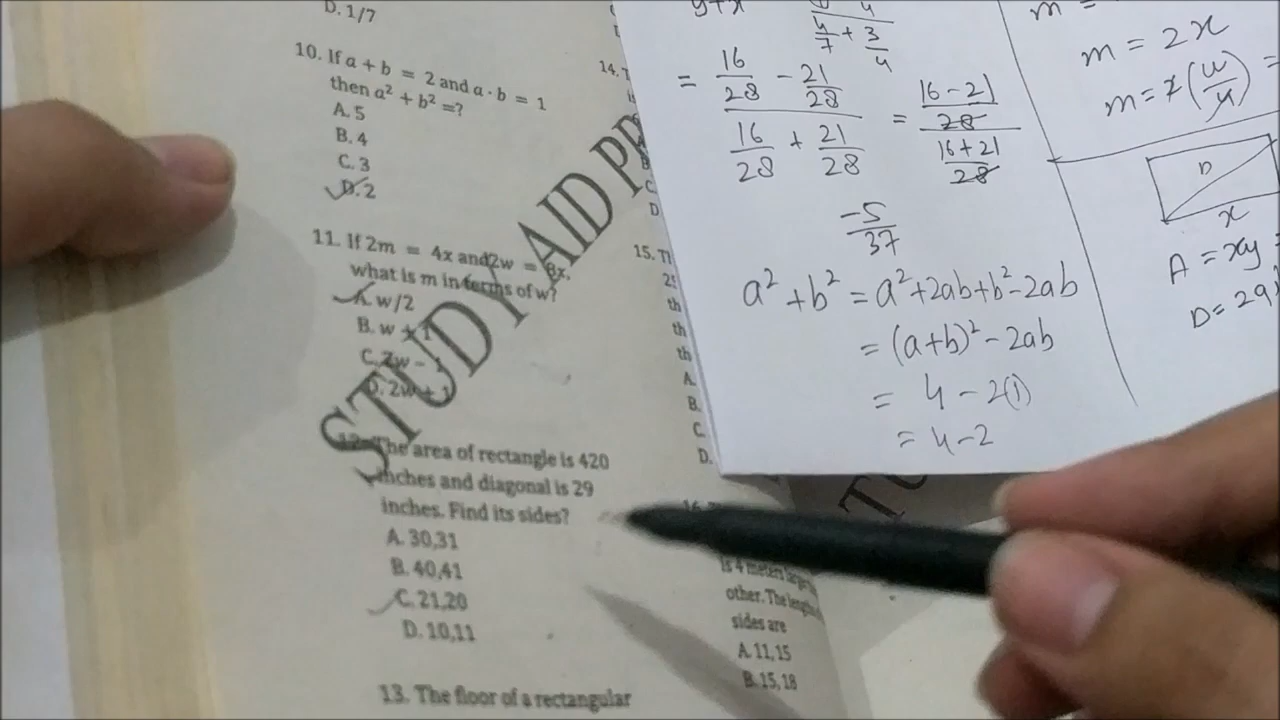 D. 1/7
10. If a + b = 2 and a · b = 1
then a² + b² =?
A. 5
B. 4
C. 3
D. 2
11. If 2m = 4x and 2w = 8x,
what is m in terms of w?
A. w/2
B. w + 1
C. 2w - 1
D. 2w + 1
12. The area of rectangle is 420
inches and diagonal is 29
inches. Find its sides?
A. 30,31
B. 40,41
C. 21,20
D. 10,11
13. The floor of a rectangular
14.
15.
A.
B.
C.
D.
is 4 meters
other. The
sides are
A. 11,15
B. 15,18
STUDY AID
y+x
4/7 + 3/4
= 16/28 - 21/28
16/28 + 21/28
= 16-21/28
16+21/28
-5/37
a² + b² = a² + 2ab + b² - 2ab
= (a+b)² - 2ab
= 4 - 2(1)
= 4 - 2
m =
m = 2x
D
x
A = xy =
D = 29